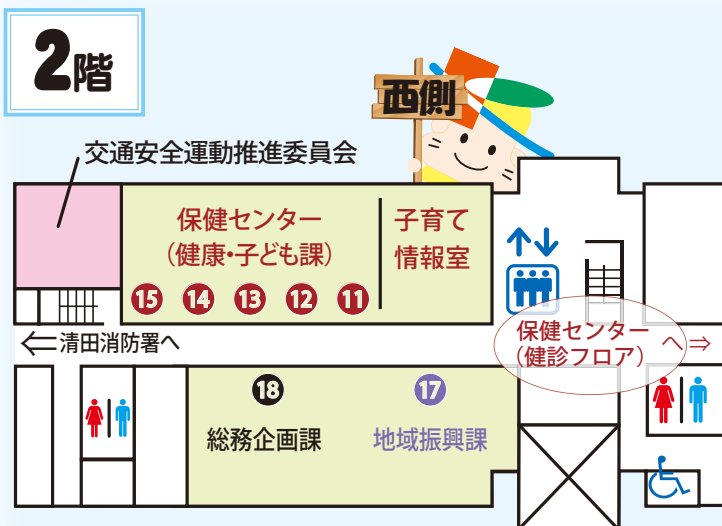 2階
西側
交通安全運動推進委員会
保健センター
(健康・子ども課)
15 14 13 12 11
子育て
情報室
⇐清田消防署へ
保健センター
(健診フロア)
へ⇒
18
総務企画課
17
地域振興課